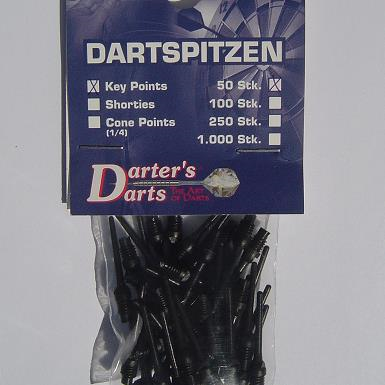 DARTSPITZEN
Key Points 50 Stk.
Shorties 100 Stk.
Cone Points 250 Stk.
(1/4)
1.000 Stk.
Darter's
Darts THE ART
OF DARTS